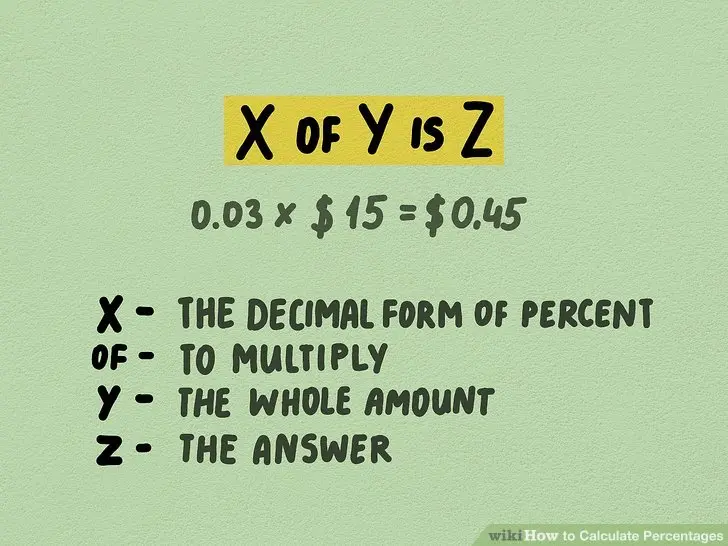 X OF Y IS Z
0.03 x $15 = $0.45
X - THE DECIMAL FORM OF PERCENT
OF - TO MULTIPLY
Y - THE WHOLE AMOUNT
Z - THE ANSWER
wikiHow to Calculate Percentages